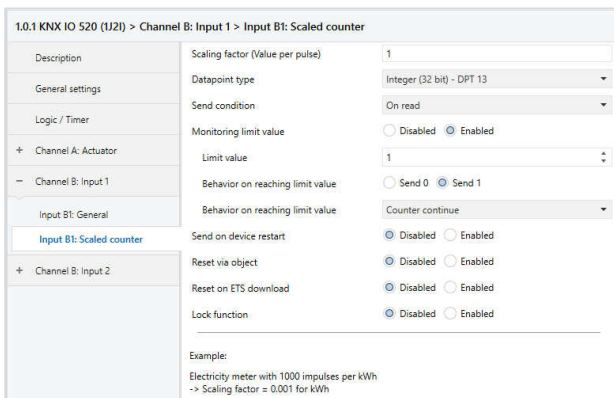 1.0.1 KNX IO 520 (1J2I) > Channel B: Input 1 > Input B1: Scaled counter
Description
General settings
Logic / Timer
+ Channel A: Actuator
− Channel B: Input 1
Input B1: General
Input B1: Scaled counter
+ Channel B: Input 2
Scaling factor (Value per pulse) 1
Datapoint type Integer (32 bit) - DPT 13
Send condition On read
Monitoring limit value Disabled Enabled
Limit value 1
Behavior on reaching limit value Send 0 Send 1
Behavior on reaching limit value Counter continue
Send on device restart Disabled Enabled
Reset via object Disabled Enabled
Reset on ETS download Disabled Enabled
Lock function Disabled Enabled
Example:
Electricity meter with 1000 impulses per kWh
-> Scaling factor = 0.001 for kWh